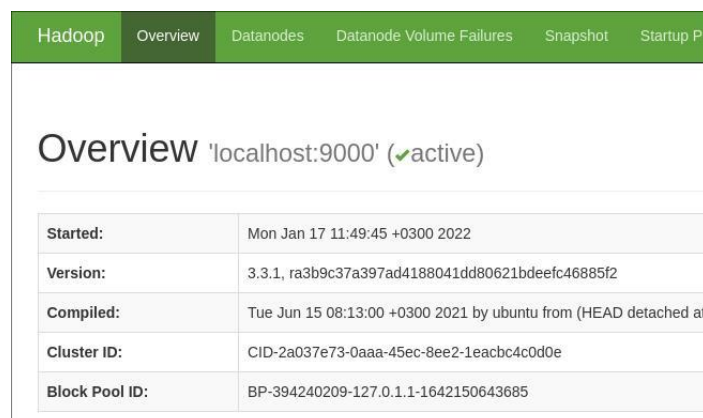 Hadoop Overview Datanodes Datanode Volume Failures Snapshot Startup P
Overview 'localhost:9000' (✔active)
Started: Mon Jan 17 11:49:45 +0300 2022
Version: 3.3.1, ra3b9c37a397ad4188041dd80621bdeefc46885f2
Compiled: Tue Jun 15 08:13:00 +0300 2021 by ubuntu from (HEAD detached at
Cluster ID: CID-2a037e73-0aaa-45ec-8ee2-1eacbc4c0d0e
Block Pool ID: BP-394240209-127.0.1.1-1642150643685